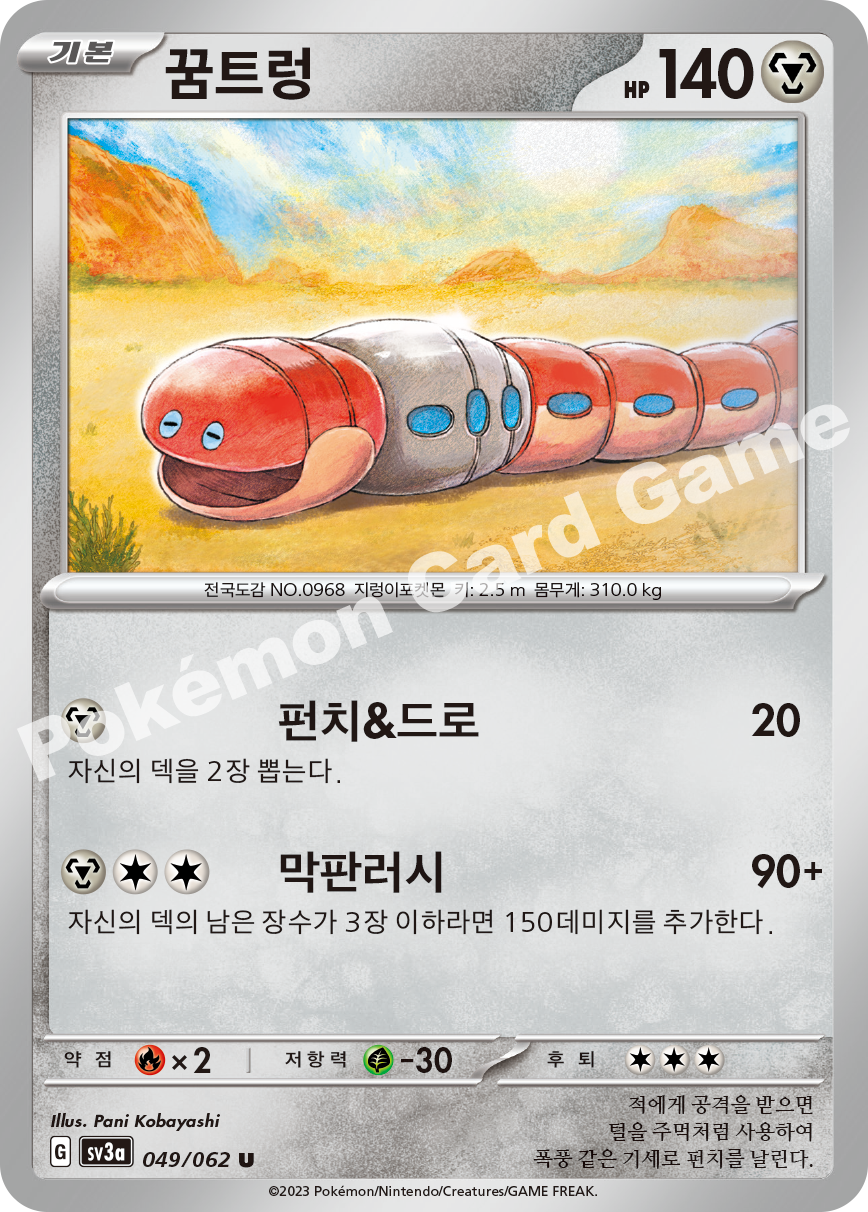 기본 꿈트렁 HP 140
전국도감 NO.0968 지렁이포켓몬 키: 2.5 m 몸무게: 310.0 kg
Pokémon Card Game
펀치&드로 20
자신의 덱을 2장 뽑는다.
막판러시 90+
자신의 덱의 남은 장수가 3장 이하라면 150데미지를 추가한다.
약점 ×2 저항력 -30 후퇴
Illus. Pani Kobayashi
G sv3a 049/062 U
적에게 공격을 받으면
털을 주먹처럼 사용하여
폭풍 같은 기세로 펀치를 날린다.
©2023 Pokémon/Nintendo/Creatures/GAME FREAK.